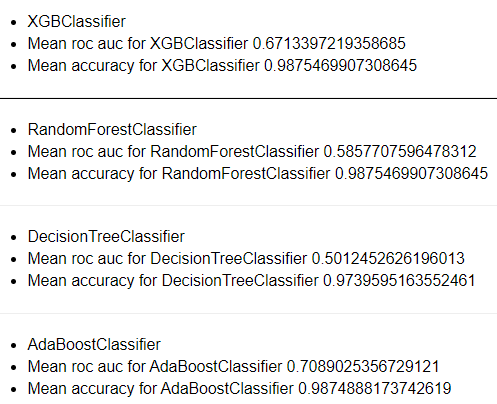 XGBClassifier
Mean roc auc for XGBClassifier 0.6713397219358685
Mean accuracy for XGBClassifier 0.9875469907308645
RandomForestClassifier
Mean roc auc for RandomForestClassifier 0.5857707596478312
Mean accuracy for RandomForestClassifier 0.9875469907308645
DecisionTreeClassifier
Mean roc auc for DecisionTreeClassifier 0.5012452626196013
Mean accuracy for DecisionTreeClassifier 0.9739595163552461
AdaBoostClassifier
Mean roc auc for AdaBoostClassifier 0.7089025356729121
Mean accuracy for AdaBoostClassifier 0.9874888173742619